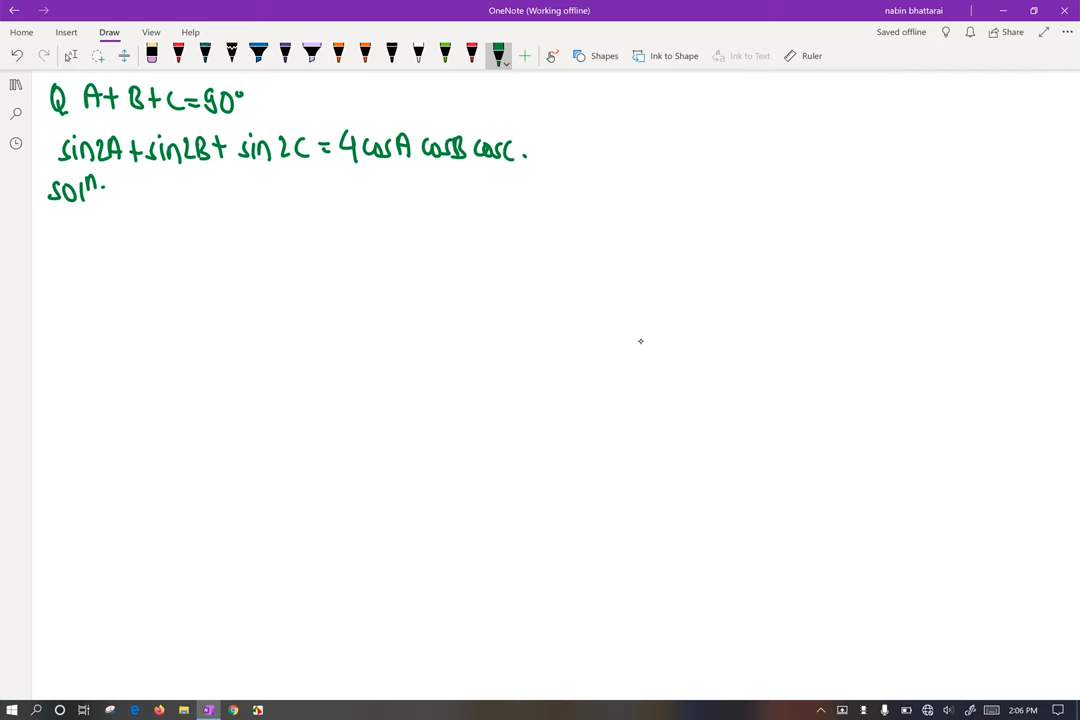 OneNote (Working offline)
nabin bhattarai
Home Insert Draw View Help
Saved offline
Share
Shapes
Ink to Shape
Ink to Text
Ruler
Q A+B+C=90°
sin2A+sin2B+ sin2C = 4cosA cosB cosC.
solⁿ.
2:06 PM